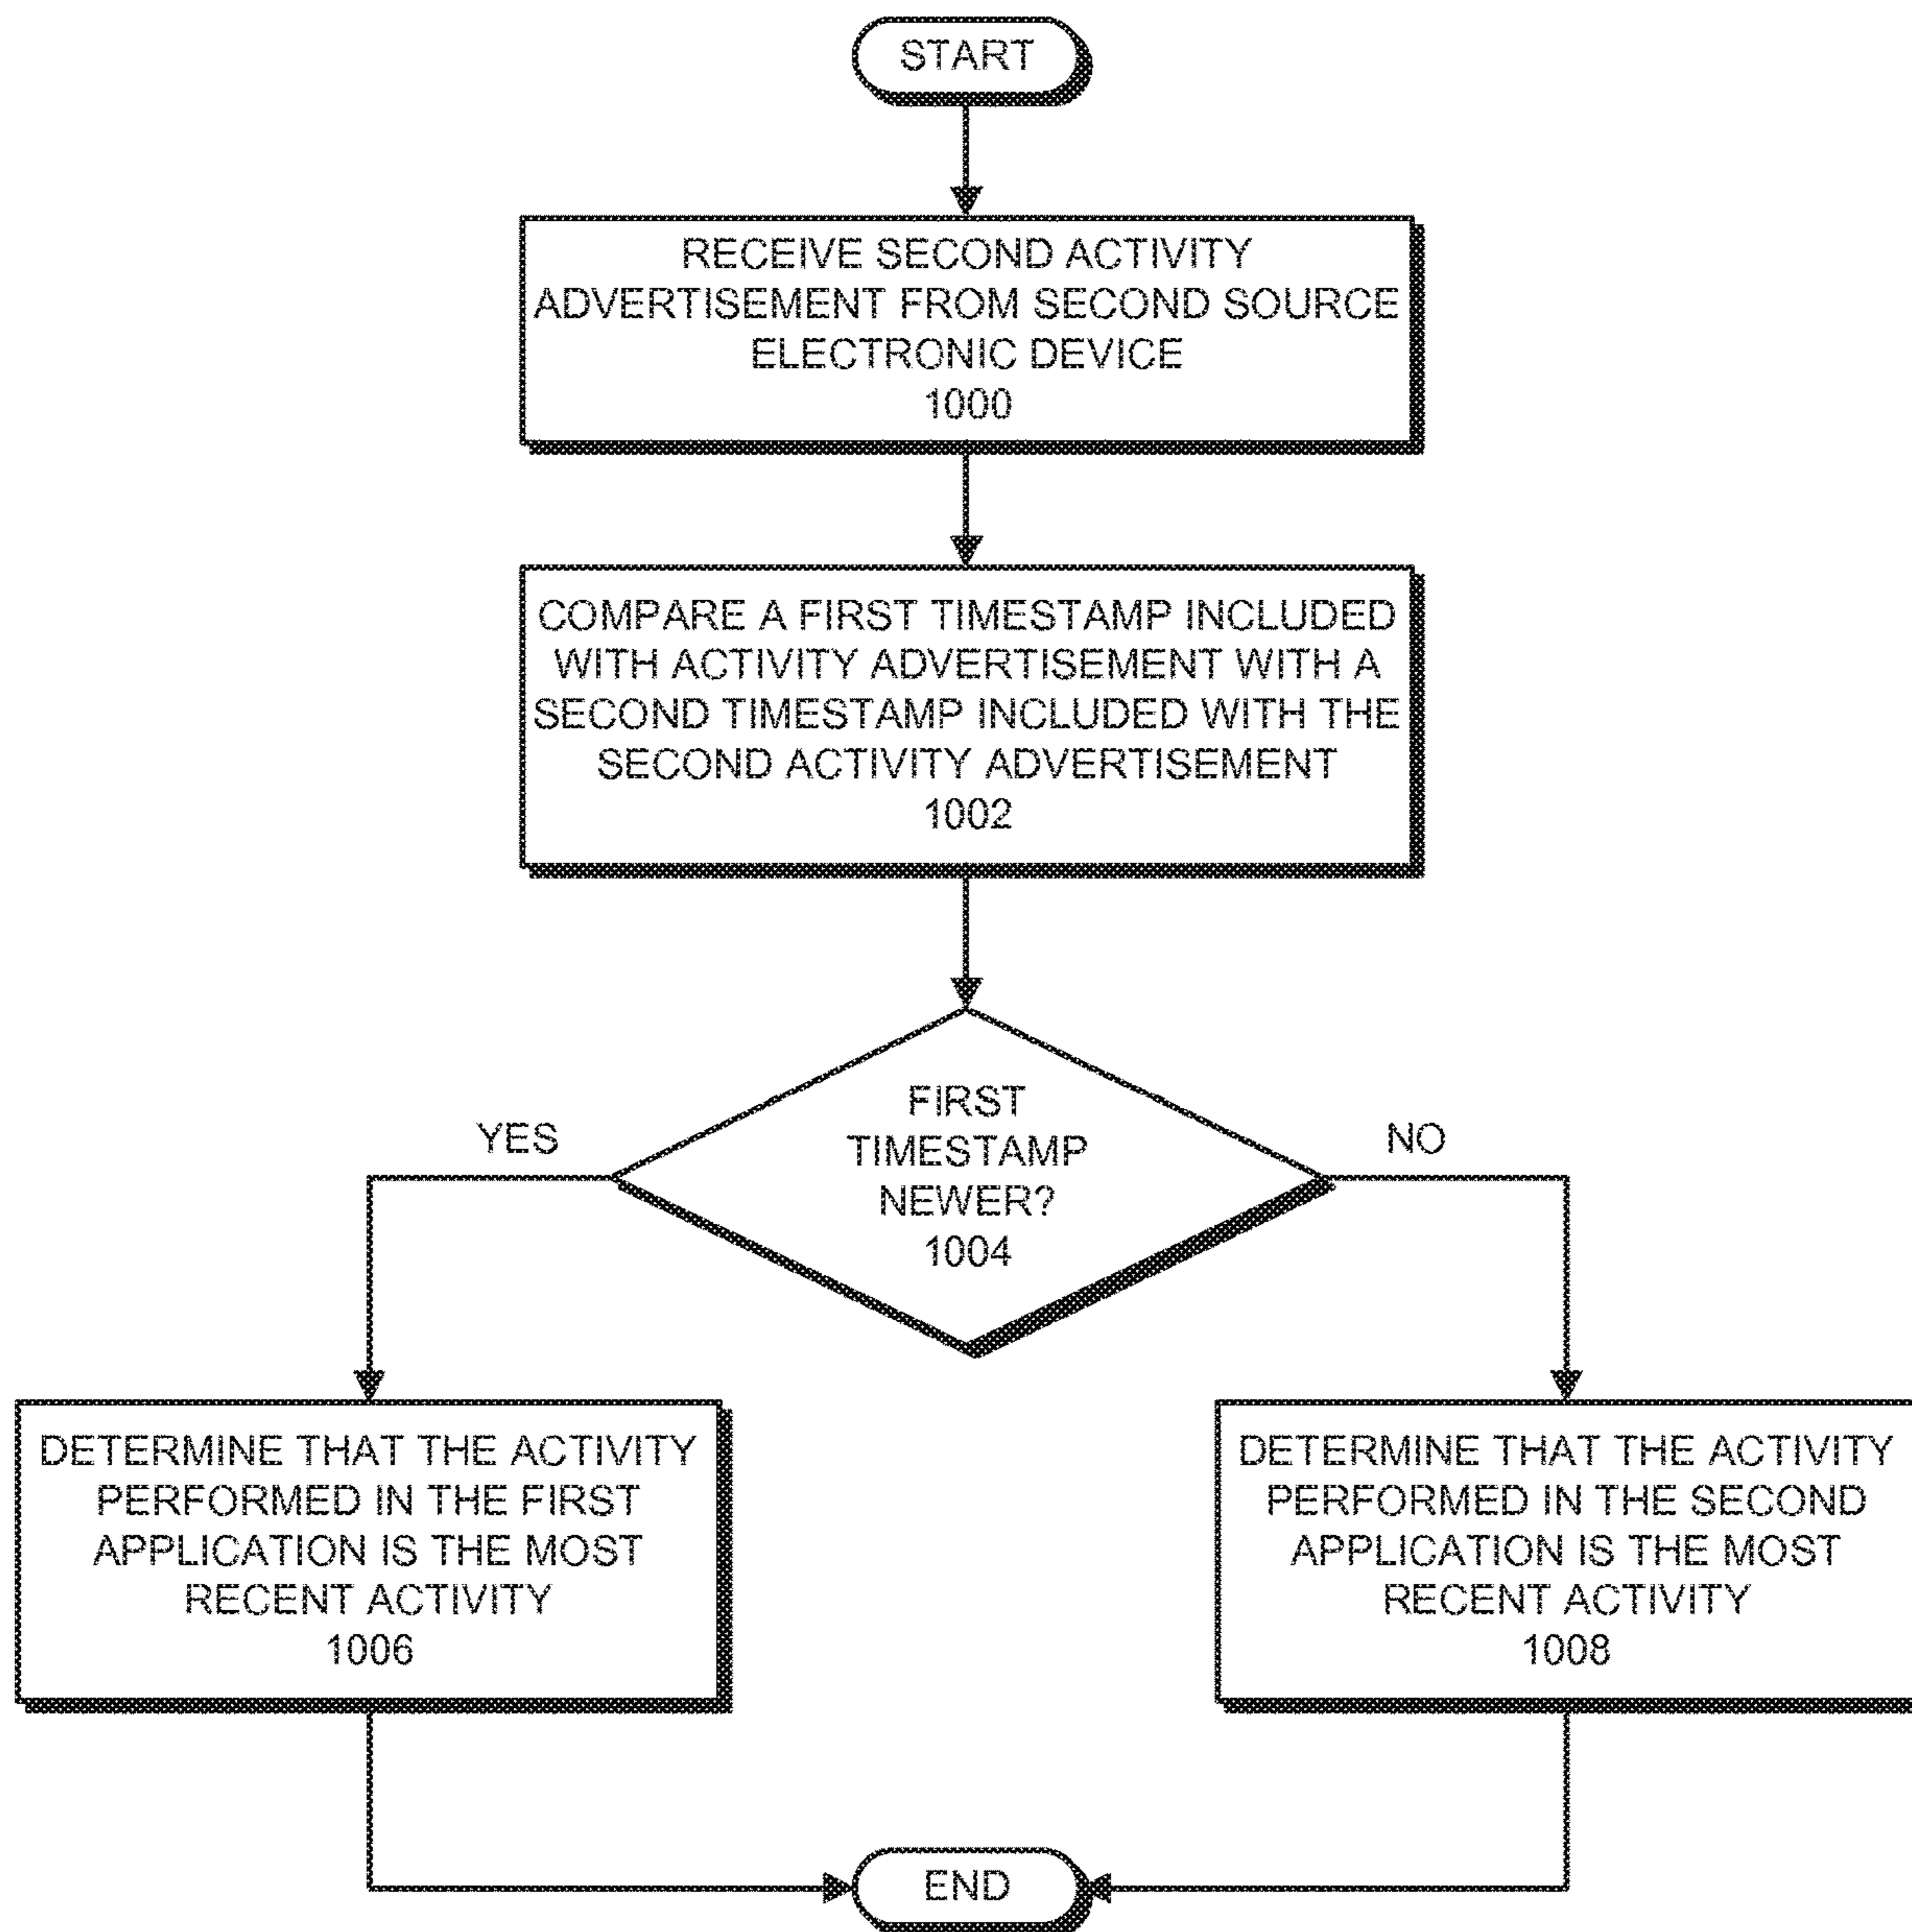 START
RECEIVE SECOND ACTIVITY
ADVERTISEMENT FROM SECOND SOURCE
ELECTRONIC DEVICE
1000
COMPARE A FIRST TIMESTAMP INCLUDED
WITH ACTIVITY ADVERTISEMENT WITH A
SECOND TIMESTAMP INCLUDED WITH THE
SECOND ACTIVITY ADVERTISEMENT
1002
FIRST
TIMESTAMP
NEWER?
1004
YES
NO
DETERMINE THAT THE ACTIVITY
PERFORMED IN THE FIRST
APPLICATION IS THE MOST
RECENT ACTIVITY
1006
DETERMINE THAT THE ACTIVITY
PERFORMED IN THE SECOND
APPLICATION IS THE MOST
RECENT ACTIVITY
1008
END